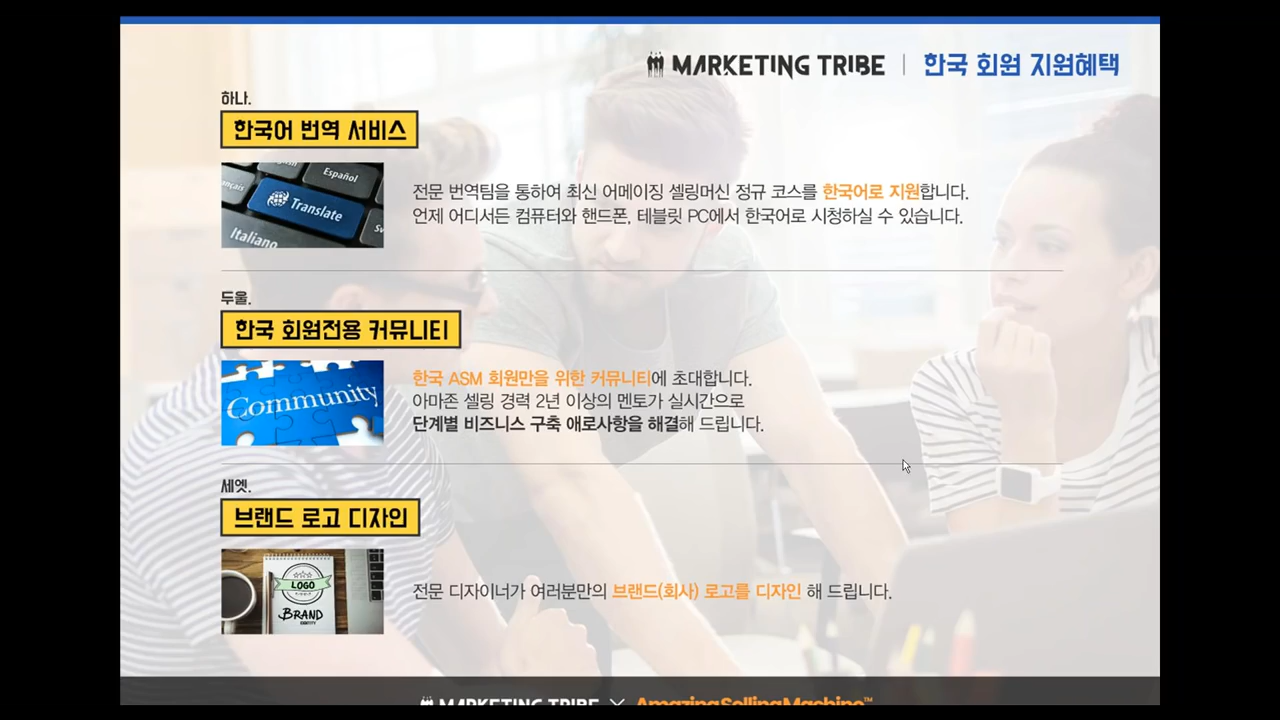 MARKETING TRIBE | 한국 회원 지원혜택
하나.
한국어 번역 서비스
Español
Translate
Italiano
전문 번역팀을 통하여 최신 어메이징 셀링머신 정규 코스를 한국어로 지원합니다.
언제 어디서든 컴퓨터와 핸드폰, 테블릿 PC에서 한국어로 시청하실 수 있습니다.
두울.
한국 회원전용 커뮤니티
Community
한국 ASM 회원만을 위한 커뮤니티에 초대합니다.
아마존 셀링 경력 2년 이상의 멘토가 실시간으로
단계별 비즈니스 구축 애로사항을 해결해 드립니다.
세엣.
브랜드 로고 디자인
LOGO
BRAND
IDENTITY
전문 디자이너가 여러분만의 브랜드(회사) 로고를 디자인 해 드립니다.
MARKETING TRIBE × AmazingSellingMachine™